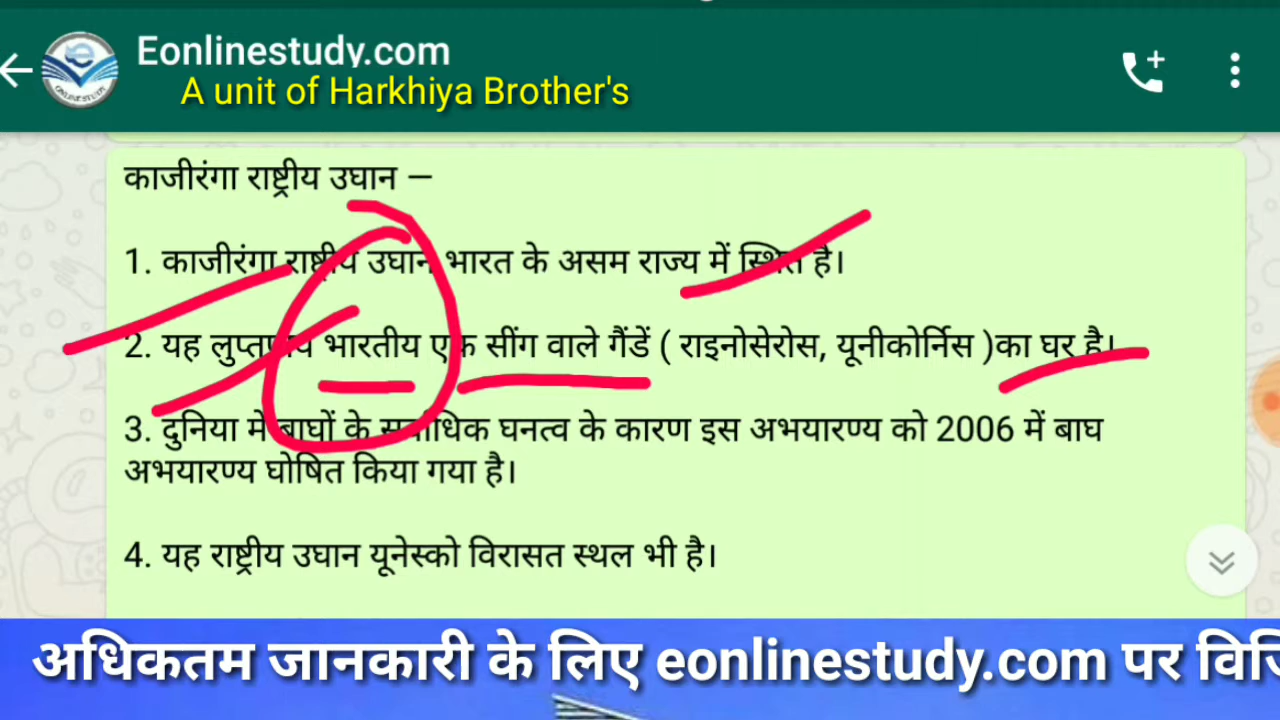 Eonlinestudy.com
A unit of Harkhiya Brother's
ONLINESTUDY
काजीरंगा राष्ट्रीय उघान –
1. काजीरंगा राष्ट्रीय उघान भारत के असम राज्य में स्थित है।
2. यह लुप्तप्राय भारतीय एक सींग वाले गैंडें ( राइनोसेरोस, यूनीकोर्निस )का घर है।
3. दुनिया में बाघों के सर्वाधिक घनत्व के कारण इस अभयारण्य को 2006 में बाघ
अभयारण्य घोषित किया गया है।
4. यह राष्ट्रीय उघान यूनेस्को विरासत स्थल भी है।
अधिकतम जानकारी के लिए eonlinestudy.com पर